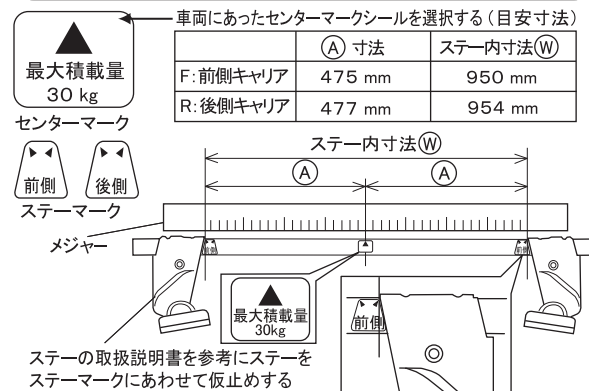 車両にあったセンターマークシールを選択する(目安寸法)
▲
最大積載量
30 kg
センターマーク
Ⓐ 寸法
ステー内寸法Ⓦ
F:前側キャリア
475 mm
950 mm
R:後側キャリア
477 mm
954 mm
前側
後側
ステーマーク
ステー内寸法Ⓦ
Ⓐ
Ⓐ
メジャー
前側
前側
最大積載量
30kg
前側
ステーの取扱説明書を参考にステーを
ステーマークにあわせて仮止めする